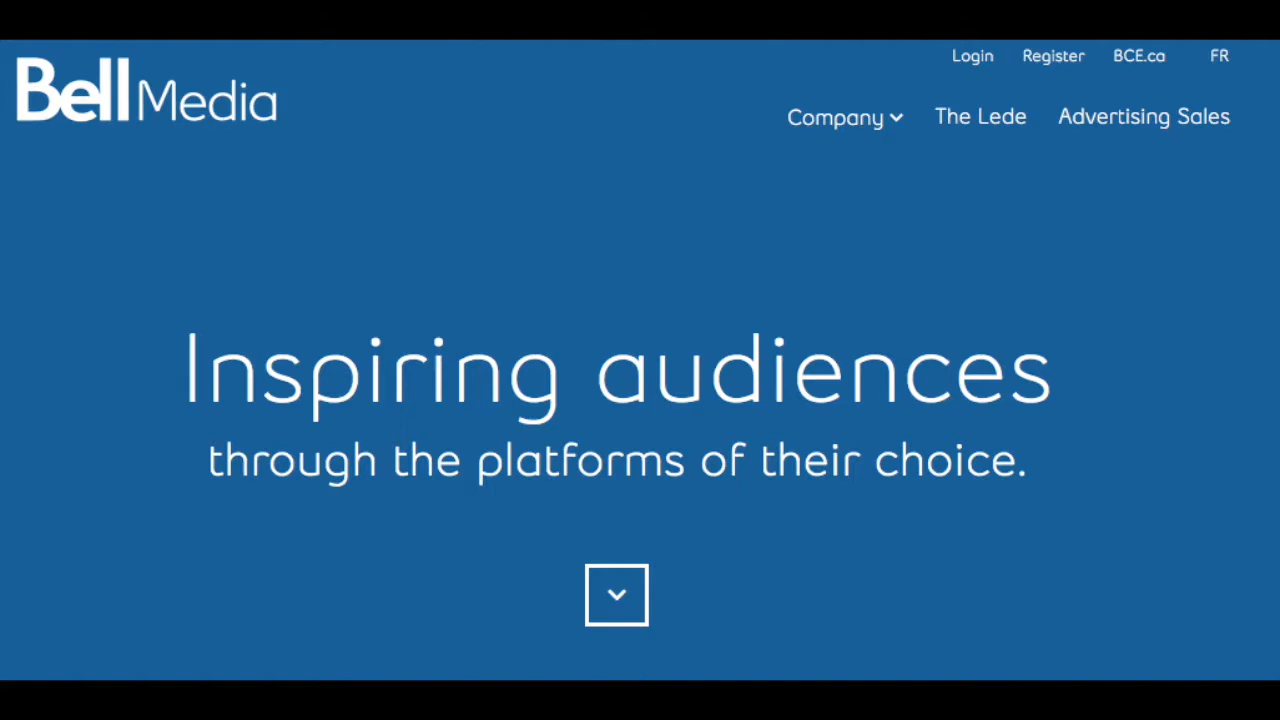 Login Register BCE.ca FR
Bell Media
Company The Lede Advertising Sales
Inspiring audiences
through the platforms of their choice.